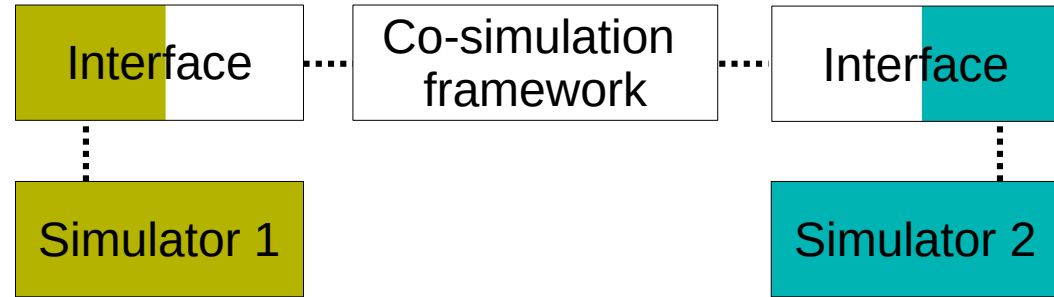 Interface
Co-simulation
framework
Interface
Simulator 1
Simulator 2